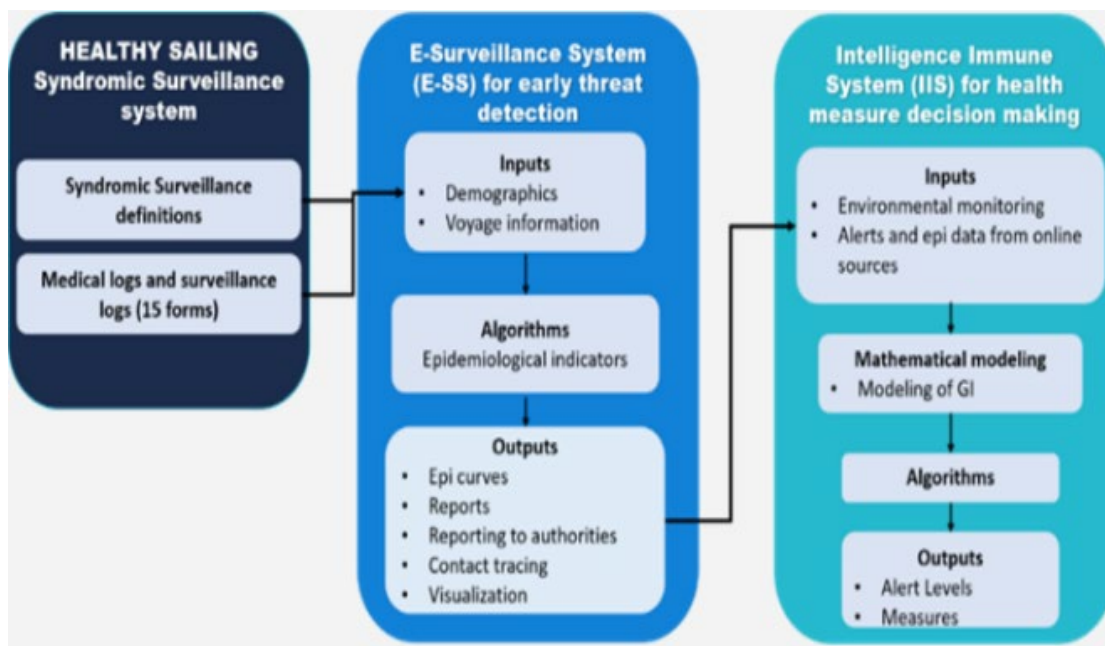 HEALTHY SAILING
Syndromic Surveillance
system
Syndromic Surveillance
definitions
Medical logs and surveillance
logs (15 forms)
E-Surveillance System
(E-SS) for early threat
detection
Inputs
• Demographics
• Voyage information
Algorithms
Epidemiological indicators
Outputs
• Epi curves
• Reports
• Reporting to authorities
• Contact tracing
• Visualization
Intelligence Immune
System (IIS) for health
measure decision making
Inputs
• Environmental monitoring
• Alerts and epi data from online
sources
Mathematical modeling
• Modeling of GI
Algorithms
Outputs
• Alert Levels
• Measures